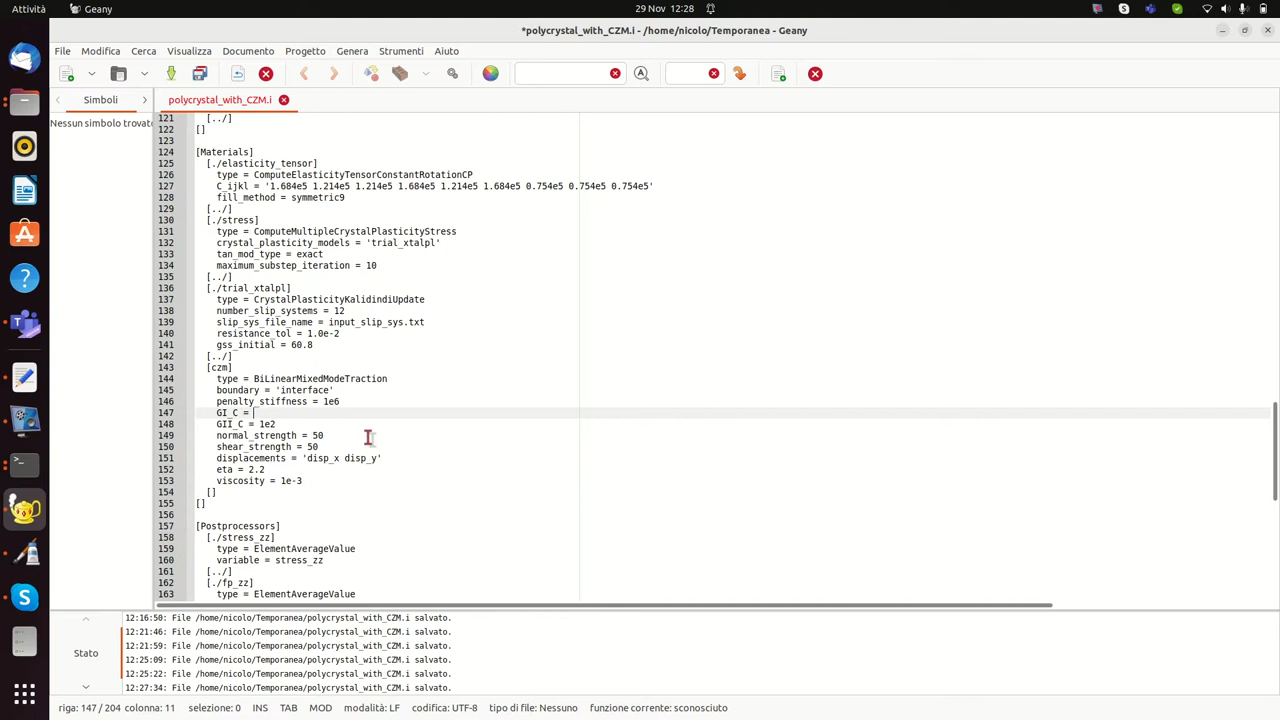 Attività
Geany
29 Nov 12:28
*polycrystal_with_CZM.i - /home/nicolo/Temporanea - Geany
File Modifica Cerca Visualizza Documento Progetto Genera Strumenti Aiuto
Simboli
polycrystal_with_CZM.i
Nessun simbolo trovato
121 [../]
122 []
123
124 [Materials]
125 [./elasticity_tensor]
126 type = ComputeElasticityTensorConstantRotationCP
127 C_ijkl = '1.684e5 1.214e5 1.214e5 1.684e5 1.214e5 1.684e5 0.754e5 0.754e5 0.754e5'
128 fill_method = symmetric9
129 [../]
130 [./stress]
131 type = ComputeMultipleCrystalPlasticityStress
132 crystal_plasticity_models = 'trial_xtalpl'
133 tan_mod_type = exact
134 maximum_substep_iteration = 10
135 [../]
136 [./trial_xtalpl]
137 type = CrystalPlasticityKalidindiUpdate
138 number_slip_systems = 12
139 slip_sys_file_name = input_slip_sys.txt
140 resistance_tol = 1.0e-2
141 gss_initial = 60.8
142 [../]
143 [czm]
144 type = BiLinearMixedModeTraction
145 boundary = 'interface'
146 penalty_stiffness = 1e6
147 GI_C =
148 GII_C = 1e2
149 normal_strength = 50
150 shear_strength = 50
151 displacements = 'disp_x disp_y'
152 eta = 2.2
153 viscosity = 1e-3
154 []
155 []
156
157 [Postprocessors]
158 [./stress_zz]
159 type = ElementAverageValue
160 variable = stress_zz
161 [../]
162 [./fp_zz]
163 type = ElementAverageValue
Stato
12:16:50: File /home/nicolo/Temporanea/polycrystal_with_CZM.i salvato.
12:21:46: File /home/nicolo/Temporanea/polycrystal_with_CZM.i salvato.
12:21:59: File /home/nicolo/Temporanea/polycrystal_with_CZM.i salvato.
12:25:09: File /home/nicolo/Temporanea/polycrystal_with_CZM.i salvato.
12:25:22: File /home/nicolo/Temporanea/polycrystal_with_CZM.i salvato.
12:27:34: File /home/nicolo/Temporanea/polycrystal_with_CZM.i salvato.
riga: 147 / 204 colonna: 11 selezione: 0 INS TAB MOD modalità: LF codifica: UTF-8 tipo di file: Nessuno funzione corrente: sconosciuto